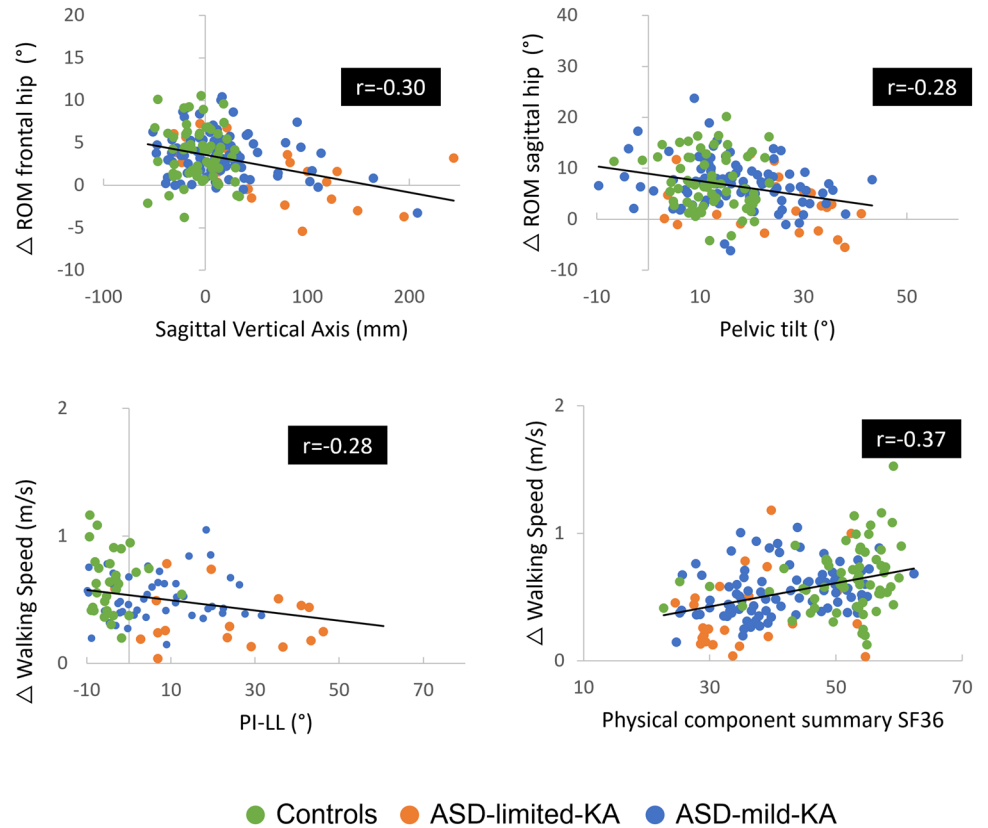 20
15
10
5
0
-5
-10
-100 0 100 200
△ ROM frontal hip (°)
Sagittal Vertical Axis (mm)
r=-0.30
40
30
20
10
0
-10
-10 10 30 50
△ ROM sagittal hip (°)
Pelvic tilt (°)
r=-0.28
2
1
0
-10 10 30 50 70
△ Walking Speed (m/s)
PI-LL (°)
r=-0.28
2
1
0
10 30 50 70
△ Walking Speed (m/s)
Physical component summary SF36
r=-0.37
Controls ASD-limited-KA ASD-mild-KA